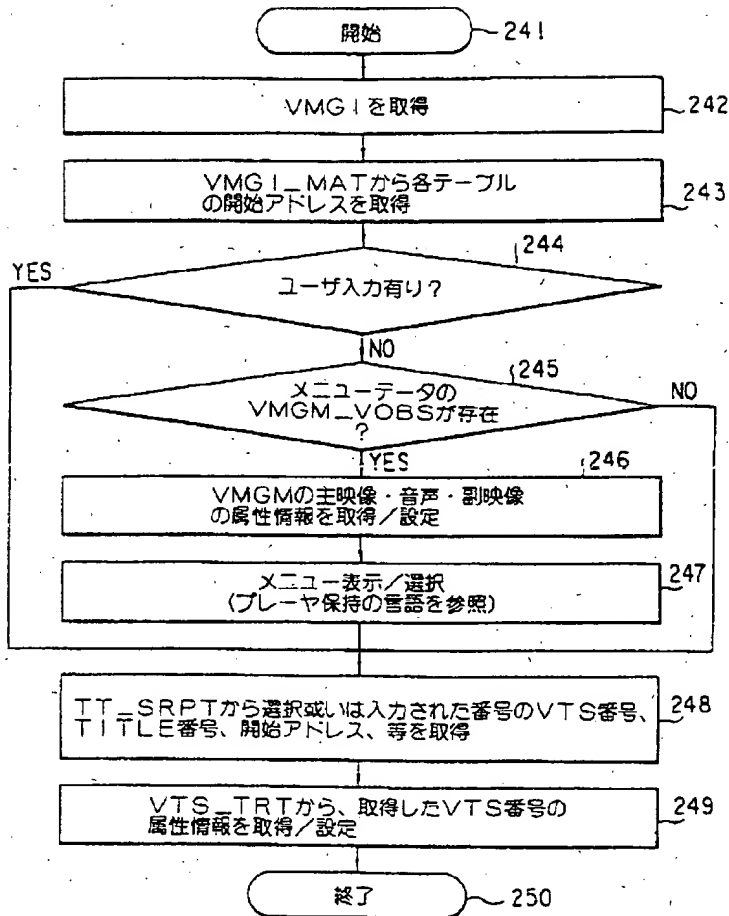 開始
241
VMGIを取得
242
VMGI_MATから各テーブル
の開始アドレスを取得
243
244
YES
ユーザ入力有り?
NO
245
メニューデータの
VMGM_VOBSが存在
?
NO
YES
246
VMGMの主映像・音声・副映像
の属性情報を取得/設定
メニュー表示/選択
(プレーヤ保持の言語を参照)
247
TT_SRPTから選択或いは入力された番号のVTS番号、
TITLE番号、開始アドレス、等を取得
248
VTS_TRTから、取得したVTS番号の
属性情報を取得/設定
249
終了
250